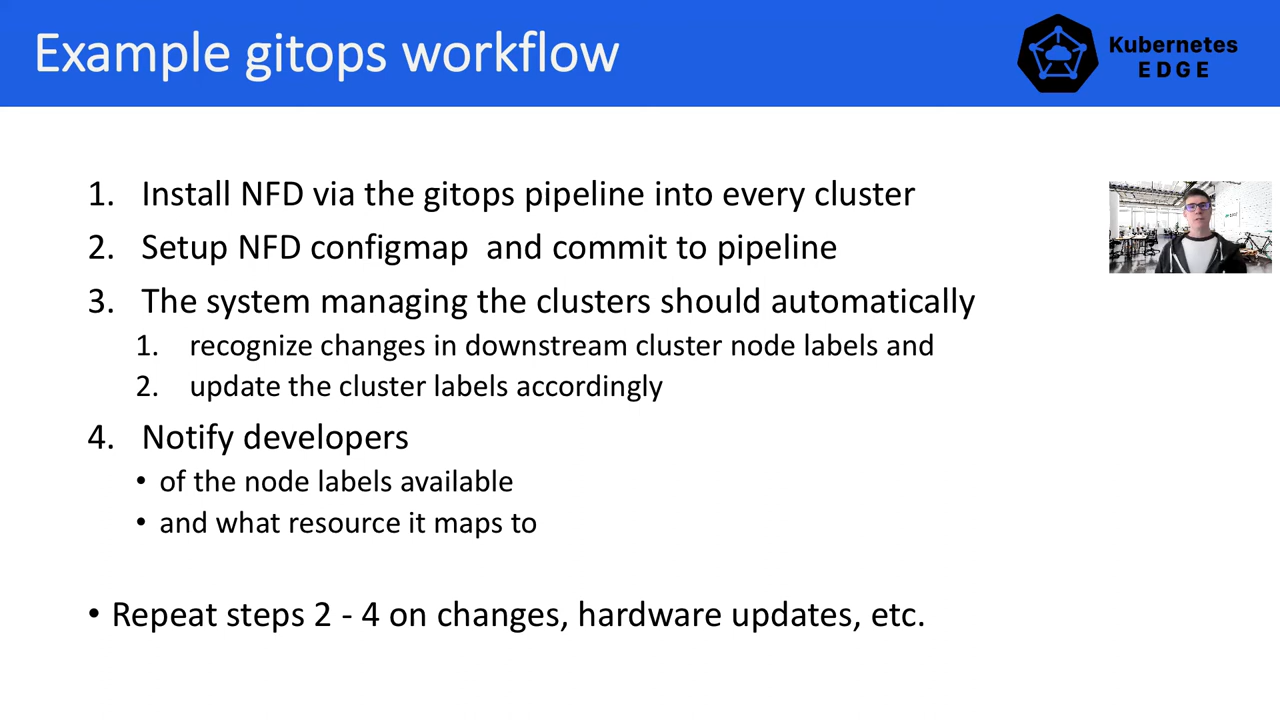 Example gitops workflow
Kubernetes
EDGE
1. Install NFD via the gitops pipeline into every cluster
2. Setup NFD configmap and commit to pipeline
3. The system managing the clusters should automatically
1. recognize changes in downstream cluster node labels and
2. update the cluster labels accordingly
4. Notify developers
• of the node labels available
• and what resource it maps to
• Repeat steps 2 - 4 on changes, hardware updates, etc.